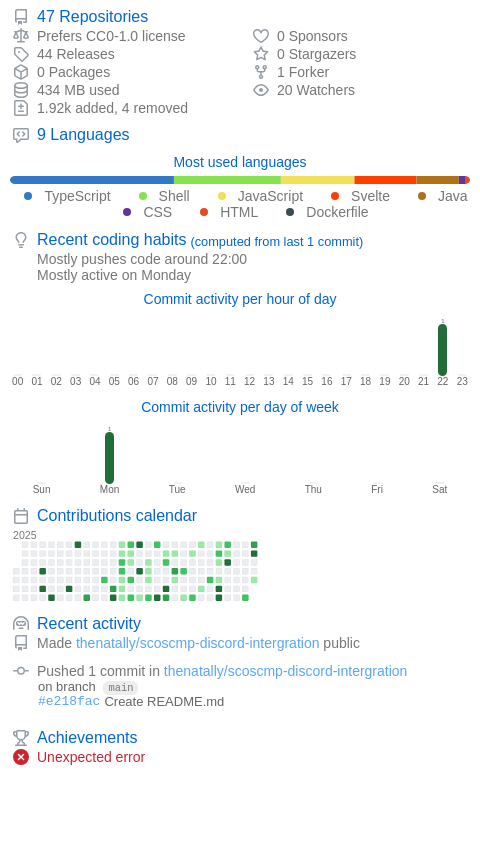 47 Repositories
Prefers CC0-1.0 license
0 Sponsors
44 Releases
0 Stargazers
0 Packages
1 Forker
434 MB used
20 Watchers
1.92k added, 4 removed
9 Languages
Most used languages
TypeScript Shell JavaScript Svelte Java
CSS HTML Dockerfile
Recent coding habits (computed from last 1 commit)
Mostly pushes code around 22:00
Mostly active on Monday
Commit activity per hour of day
1
00 01 02 03 04 05 06 07 08 09 10 11 12 13 14 15 16 17 18 19 20 21 22 23
Commit activity per day of week
1
Sun Mon Tue Wed Thu Fri Sat
Contributions calendar
2025
Recent activity
Made thenatally/scoscmp-discord-intergration public
Pushed 1 commit in thenatally/scoscmp-discord-intergration
on branch main
#e218fac Create README.md
Achievements
Unexpected error